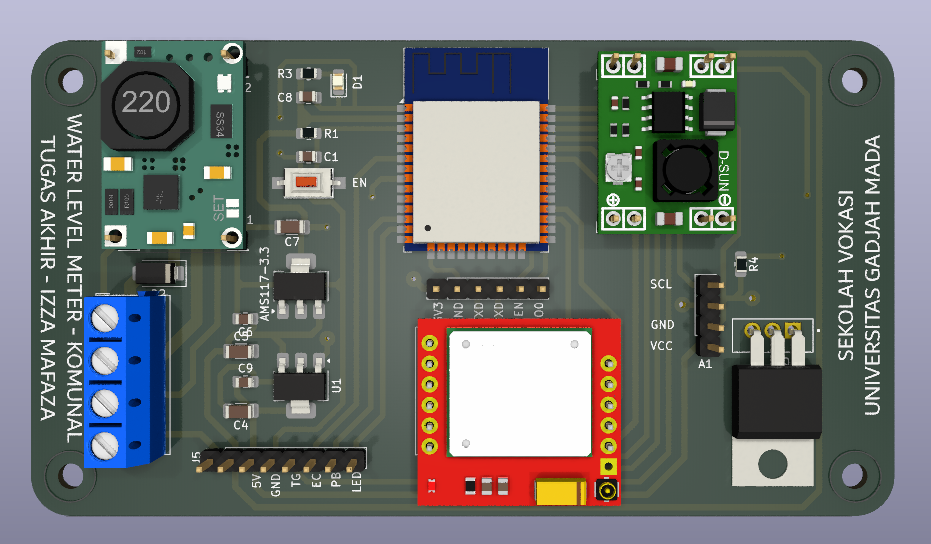 WATER LEVEL METER - KOMUNAL
TUGAS AKHIR - IZZA MAFAZA
220
SS34
SET
R3
C8
D1
R1
C1
EN
C7
AMS117-3.3
C9
C4
U1
5V
GND
TG
EC
PB
LED
D-SUN
R4
SCL
GND
VCC
A1
SEKOLAH VOKASI
UNIVERSITAS GADJAH MADA